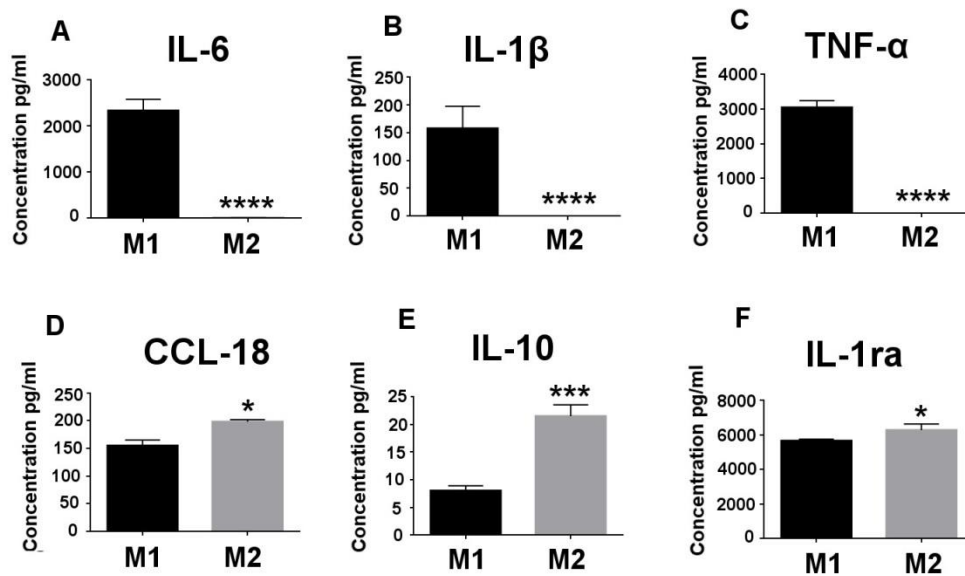 A
IL-6
Concentration pg/ml
3000
2000
1000
0
****
M1 M2
B
IL-1β
Concentration pg/ml
250
200
150
100
50
0
****
M1 M2
C
TNF-α
Concentration pg/ml
4000
3000
2000
1000
0
****
M1 M2
D
CCL-18
Concentration pg/ml
250
200
150
100
50
0
*
M1 M2
E
IL-10
Concentration pg/ml
25
20
15
10
5
0
***
M1 M2
F
IL-1ra
Concentration pg/ml
8000
6000
4000
2000
0
*
M1 M2